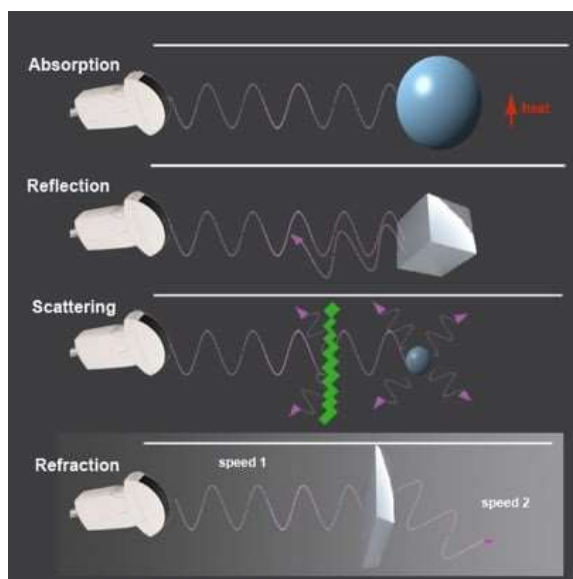 Absorption
heat
Reflection
Scattering
Refraction
speed 1
speed 2